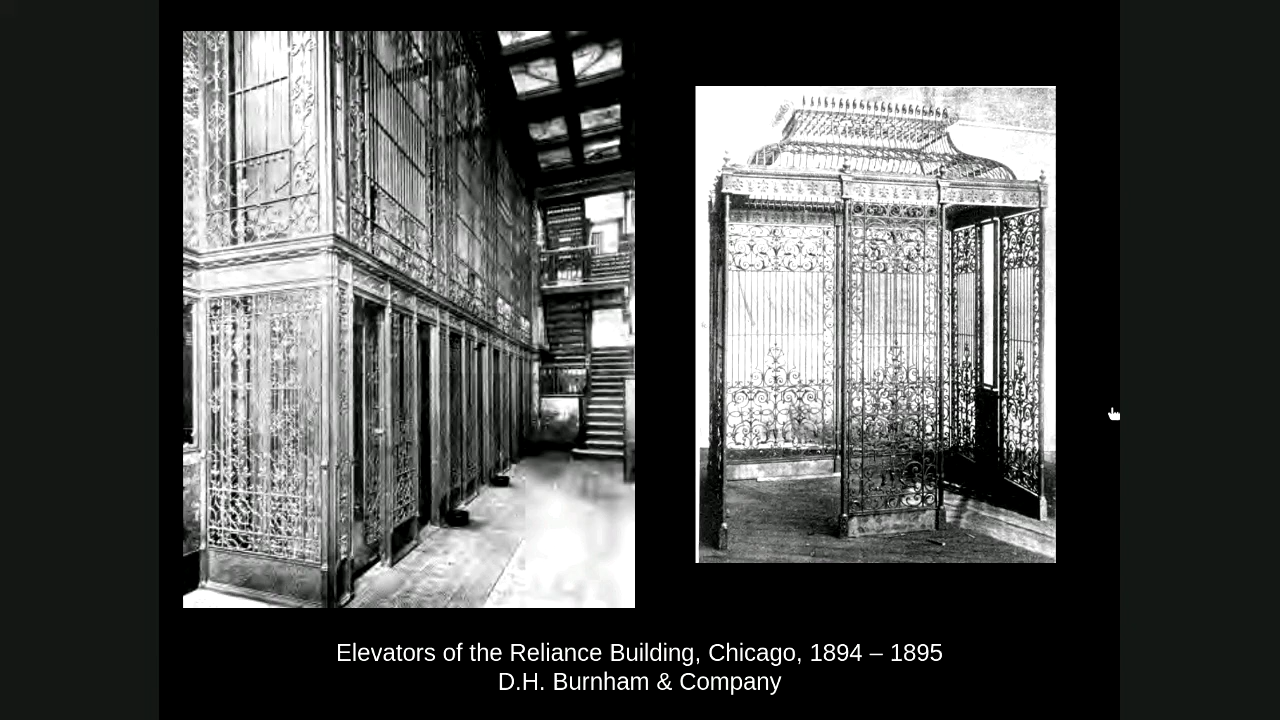 Elevators of the Reliance Building, Chicago, 1894 – 1895
D.H. Burnham & Company